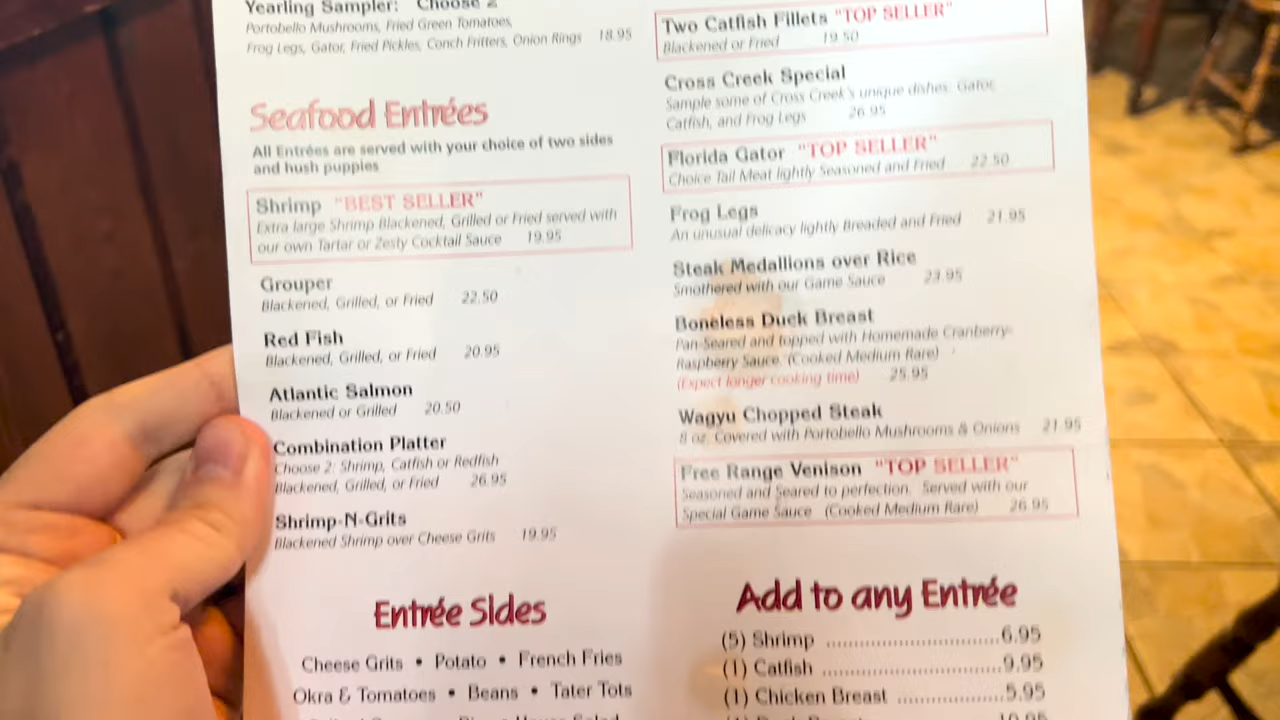 Yearling Sampler: Choose 2
Portobello Mushrooms, Fried Green Tomatoes,
Frog Legs, Gator, Fried Pickles, Conch Fritters, Onion Rings 18.95
Seafood Entrées
All Entrées are served with your choice of two sides
and hush puppies
Shrimp "BEST SELLER"
Extra large Shrimp Blackened, Grilled or Fried served with
our own Tartar or Zesty Cocktail Sauce 19.95
Grouper
Blackened, Grilled, or Fried 22.50
Red Fish
Blackened, Grilled, or Fried 20.95
Atlantic Salmon
Blackened or Grilled 20.50
Combination Platter
Choose 2: Shrimp, Catfish or Redfish
Blackened, Grilled, or Fried 26.95
Shrimp-N-Grits
Blackened Shrimp over Cheese Grits 19.95
Entrée Sides
Cheese Grits • Potato • French Fries
Okra & Tomatoes • Beans • Tater Tots
Two Catfish Fillets "TOP SELLER"
Blackened or Fried 19.50
Cross Creek Special
Sample some of Cross Creek's unique dishes: Gator,
Catfish, and Frog Legs 26.95
Florida Gator "TOP SELLER"
Choice Tail Meat lightly Seasoned and Fried 22.50
Frog Legs
An unusual delicacy lightly Breaded and Fried 21.95
Steak Medallions over Rice
Smothered with our Game Sauce 23.95
Boneless Duck Breast
Pan-Seared and topped with Homemade Cranberry-
Raspberry Sauce. (Cooked Medium Rare)
(Expect longer cooking time) 25.95
Wagyu Chopped Steak
8 oz. Covered with Portobello Mushrooms & Onions 21.95
Free Range Venison "TOP SELLER"
Seasoned and Seared to perfection. Served with our
Special Game Sauce (Cooked Medium Rare) 26.95
Add to any Entrée
(5) Shrimp ................................6.95
(1) Catfish .................................9.95
(1) Chicken Breast ........................5.95